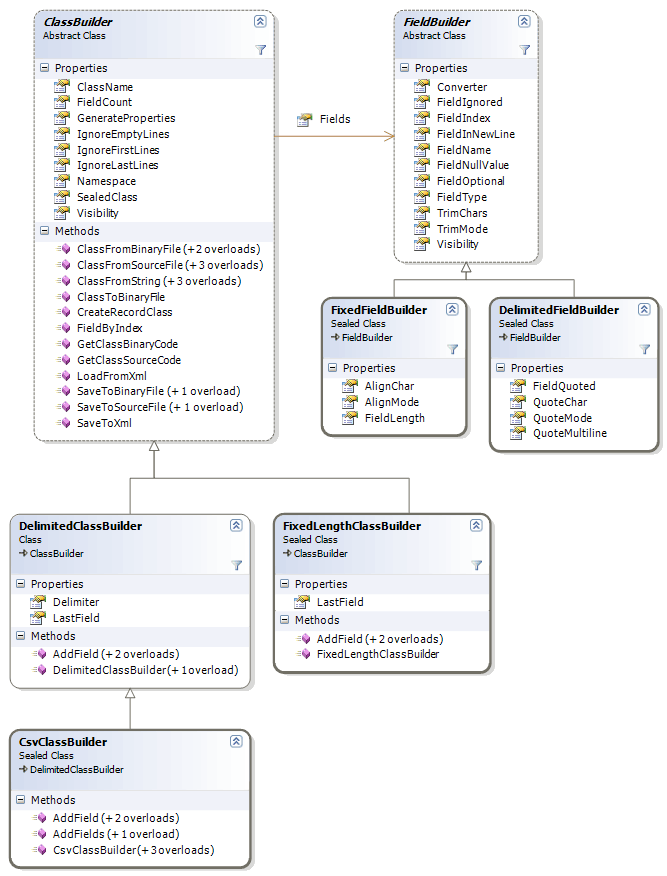 ClassBuilder
Abstract Class
Properties
ClassName
FieldCount
GenerateProperties
IgnoreEmptyLines
IgnoreFirstLines
IgnoreLastLines
Namespace
SealedClass
Visibility
Methods
ClassFromBinaryFile (+2 overloads)
ClassFromSourceFile (+3 overloads)
ClassFromString (+3 overloads)
ClassToBinaryFile
CreateRecordClass
FieldByIndex
GetClassBinaryCode
GetClassSourceCode
LoadFromXml
SaveToBinaryFile (+ 1 overload)
SaveToSourceFile (+ 1 overload)
SaveToXml
Fields
FieldBuilder
Abstract Class
Properties
Converter
FieldIgnored
FieldIndex
FieldInNewLine
FieldName
FieldNullValue
FieldOptional
FieldType
TrimChars
TrimMode
Visibility
FixedFieldBuilder
Sealed Class
FieldBuilder
Properties
AlignChar
AlignMode
FieldLength
DelimitedFieldBuilder
Sealed Class
FieldBuilder
Properties
FieldQuoted
QuoteChar
QuoteMode
QuoteMultiline
DelimitedClassBuilder
Class
ClassBuilder
Properties
Delimiter
LastField
Methods
AddField (+2 overloads)
DelimitedClassBuilder(+ 1 overload)
FixedLengthClassBuilder
Sealed Class
ClassBuilder
Properties
LastField
Methods
AddField (+2 overloads)
FixedLengthClassBuilder
CsvClassBuilder
Sealed Class
DelimitedClassBuilder
Methods
AddField (+2 overloads)
AddFields (+ 1 overload)
CsvClassBuilder(+3 overloads)